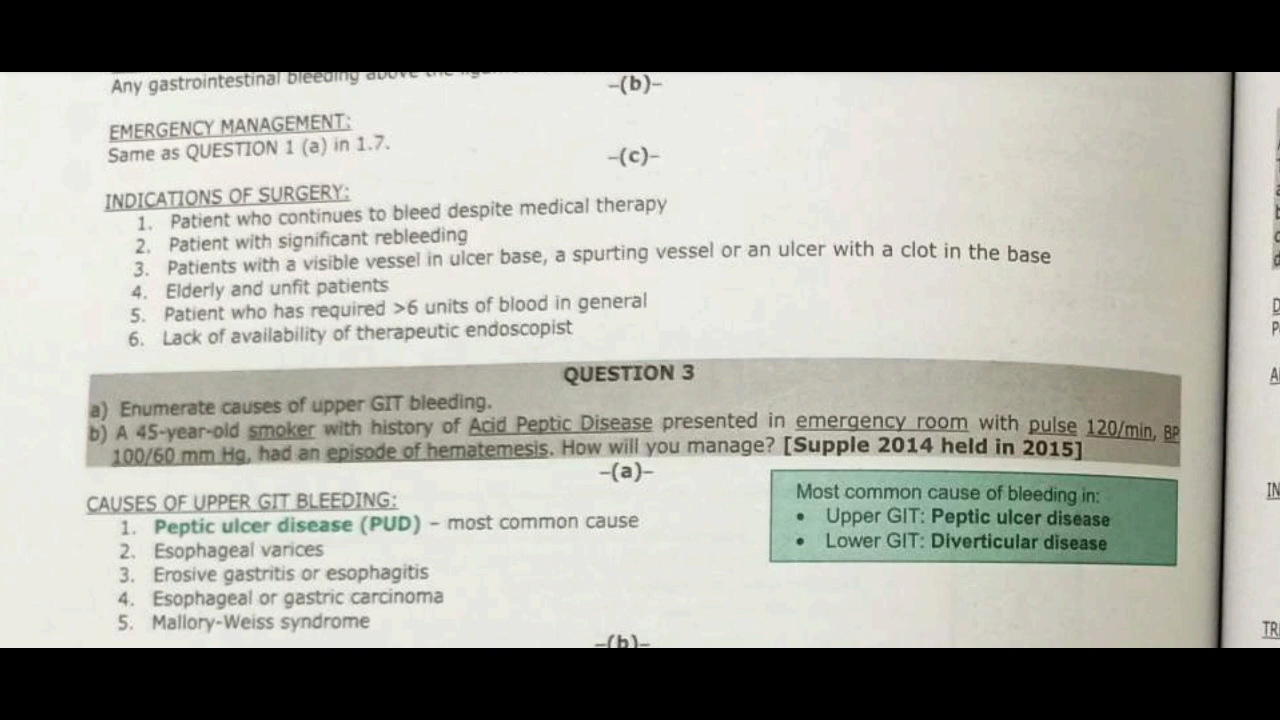 Any gastrointestinal bleeding above the
–(b)–
EMERGENCY MANAGEMENT:
Same as QUESTION 1 (a) in 1.7.
–(c)–
INDICATIONS OF SURGERY:
1. Patient who continues to bleed despite medical therapy
2. Patient with significant rebleeding
3. Patients with a visible vessel in ulcer base, a spurting vessel or an ulcer with a clot in the base
4. Elderly and unfit patients
5. Patient who has required >6 units of blood in general
6. Lack of availability of therapeutic endoscopist
QUESTION 3
a) Enumerate causes of upper GIT bleeding.
b) A 45-year-old smoker with history of Acid Peptic Disease presented in emergency room with pulse 120/min, BP
100/60 mm Hg, had an episode of hematemesis. How will you manage? [Supple 2014 held in 2015]
–(a)–
CAUSES OF UPPER GIT BLEEDING:
1. Peptic ulcer disease (PUD) – most common cause
2. Esophageal varices
3. Erosive gastritis or esophagitis
4. Esophageal or gastric carcinoma
5. Mallory-Weiss syndrome
Most common cause of bleeding in:
• Upper GIT: Peptic ulcer disease
• Lower GIT: Diverticular disease
–(b)–
IN
TR